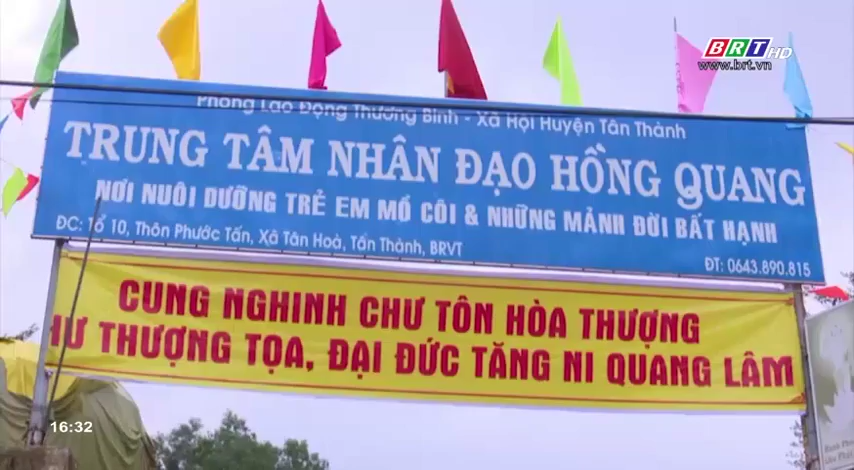 BRT HD
www.brt.vn
Phòng Lao Động Thương Binh - Xã Hội Huyện Tân Thành
TRUNG TÂM NHÂN ĐẠO HỒNG QUANG
NƠI NUÔI DƯỠNG TRẺ EM MỒ CÔI & NHỮNG MẢNH ĐỜI BẤT HẠNH
ĐC: Tổ 10, Thôn Phước Tấn, Xã Tân Hoà, Tân Thành, BRVT
ĐT: 0643.890.815
CUNG NGHINH CHƯ TÔN HÒA THƯỢNG
THƯỢNG TỌA, ĐẠI ĐỨC TĂNG NI QUANG LÂM
16:32